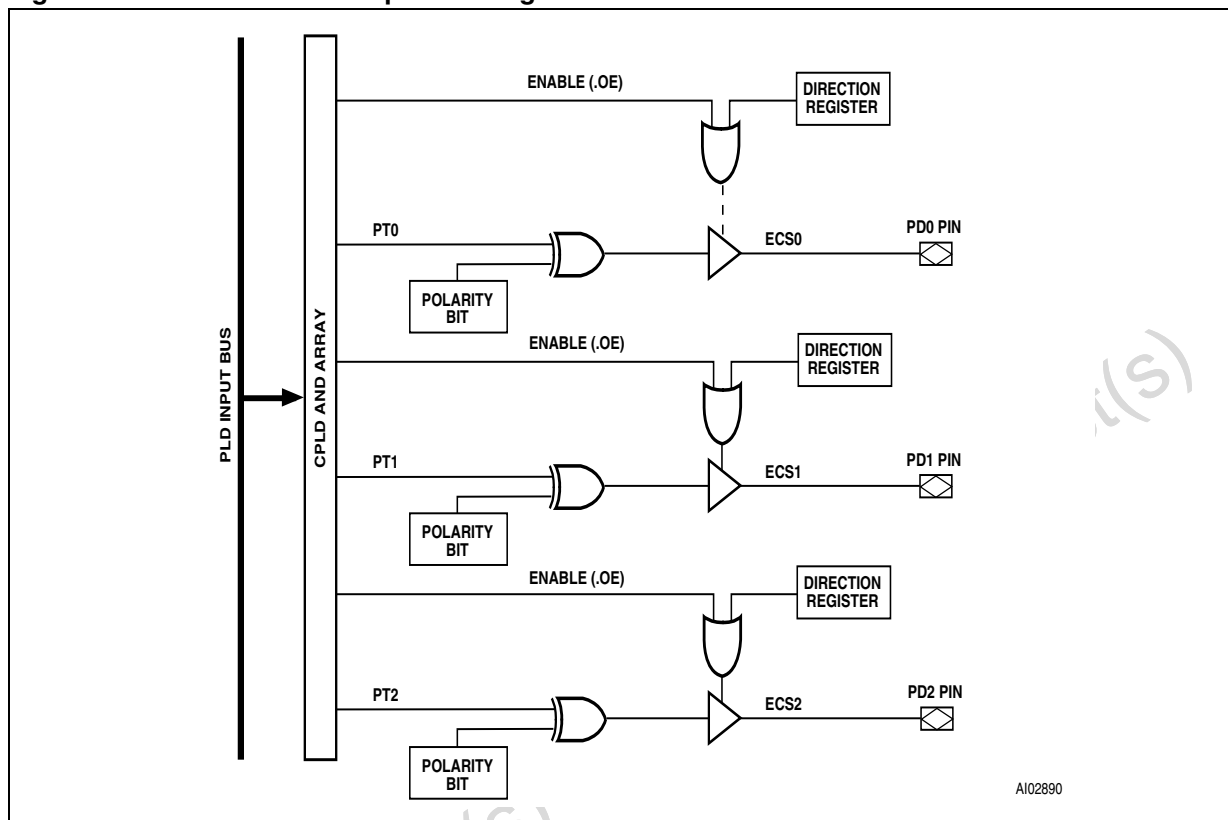 ENABLE (.OE)
DIRECTION
REGISTER
PT0
ECS0
PD0 PIN
POLARITY
BIT
ENABLE (.OE)
DIRECTION
REGISTER
PLD INPUT BUS
CPLD AND ARRAY
PT1
ECS1
PD1 PIN
POLARITY
BIT
ENABLE (.OE)
DIRECTION
REGISTER
PT2
ECS2
PD2 PIN
POLARITY
BIT
AI02890